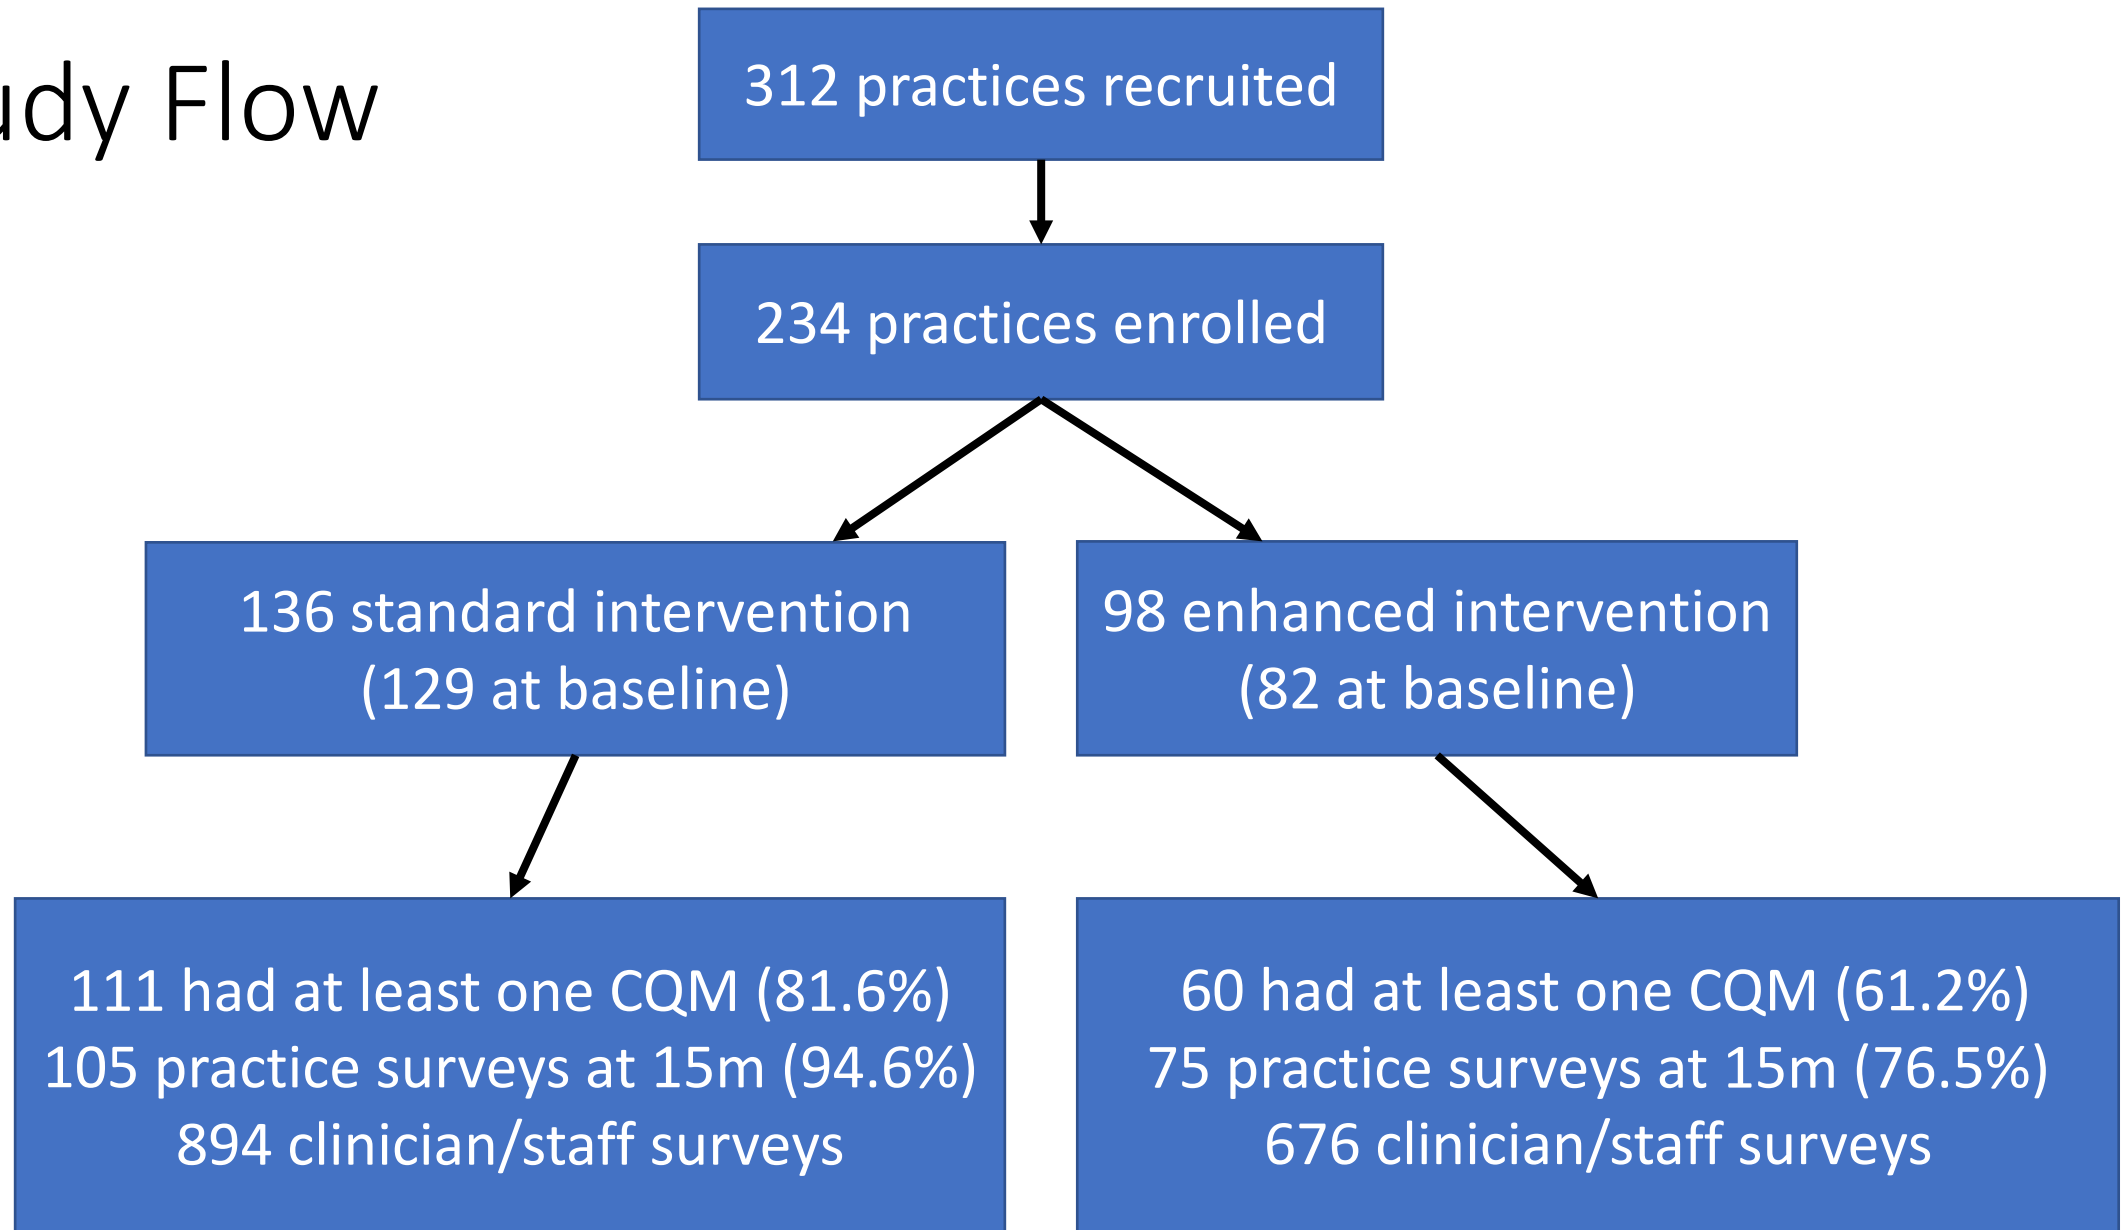 udy Flow
312 practices recruited
234 practices enrolled
136 standard intervention
(129 at baseline)
98 enhanced intervention
(82 at baseline)
111 had at least one CQM (81.6%)
105 practice surveys at 15m (94.6%)
894 clinician/staff surveys
60 had at least one CQM (61.2%)
75 practice surveys at 15m (76.5%)
676 clinician/staff surveys